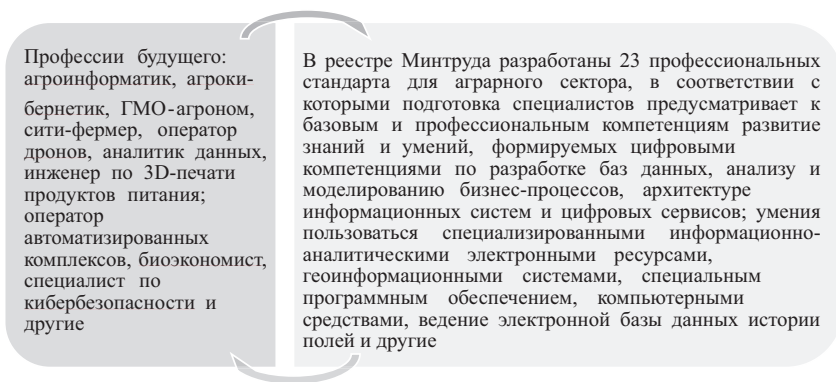 Профессии будущего:
агроинформатик, агроки-
бернетик, ГМО-агроном,
сити-фермер, оператор
дронов, аналитик данных,
инженер по 3D-печати
продуктов питания;
оператор
автоматизированных
комплексов, биоэкономист,
специалист по
кибербезопасности и
другие
В реестре Минтруда разработаны 23 профессиональных
стандарта для аграрного сектора, в соответствии с
которыми подготовка специалистов предусматривает к
базовым и профессиональным компетенциям развитие
знаний и умений, формируемых цифровыми
компетенциями по разработке баз данных, анализу и
моделированию бизнес-процессов, архитектуре
информационных систем и цифровых сервисов; умения
пользоваться специализированными информационно-
аналитическими электронными ресурсами,
геоинформационными системами, специальным
программным обеспечением, компьютерными
средствами, ведение электронной базы данных истории
полей и другие